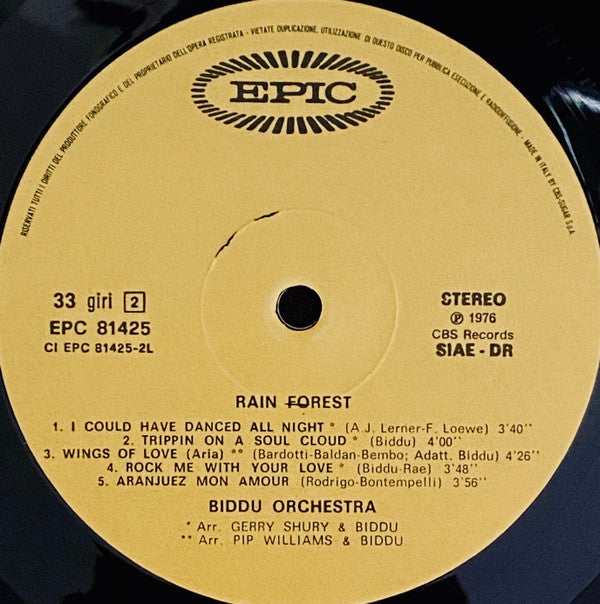 RISERVATI TUTTI I DIRITTI DEL PRODUTTORE FONOGRAFICO E DEL PROPRIETARIO DELL'OPERA REGISTRATA - VIETATE DUPLICAZIONE, UTILIZZAZIONE DI QUESTO DISCO PER PUBBLICA ESECUZIONE E RADIODIFFUSIONE - MADE IN ITALY BY CBS-SUGAR S.p.A.
EPIC
33 giri 2
EPC 81425
CI EPC 81425-2L
STEREO
℗ 1976
CBS Records
SIAE - DR
RAIN FOREST
1. I COULD HAVE DANCED ALL NIGHT * (A.J. Lerner-F. Loewe) 3'40''
2. TRIPPIN ON A SOUL CLOUD * (Biddu) 4'00''
3. WINGS OF LOVE (Aria) ** (Bardotti-Baldan-Bembo; Adatt. Biddu) 4'26''
4. ROCK ME WITH YOUR LOVE * (Biddu-Rae) 3'48''
5. ARANJUEZ MON AMOUR (Rodrigo-Bontempelli) 3'56''
BIDDU ORCHESTRA
* Arr. GERRY SHURY & BIDDU
** Arr. PIP WILLIAMS & BIDDU